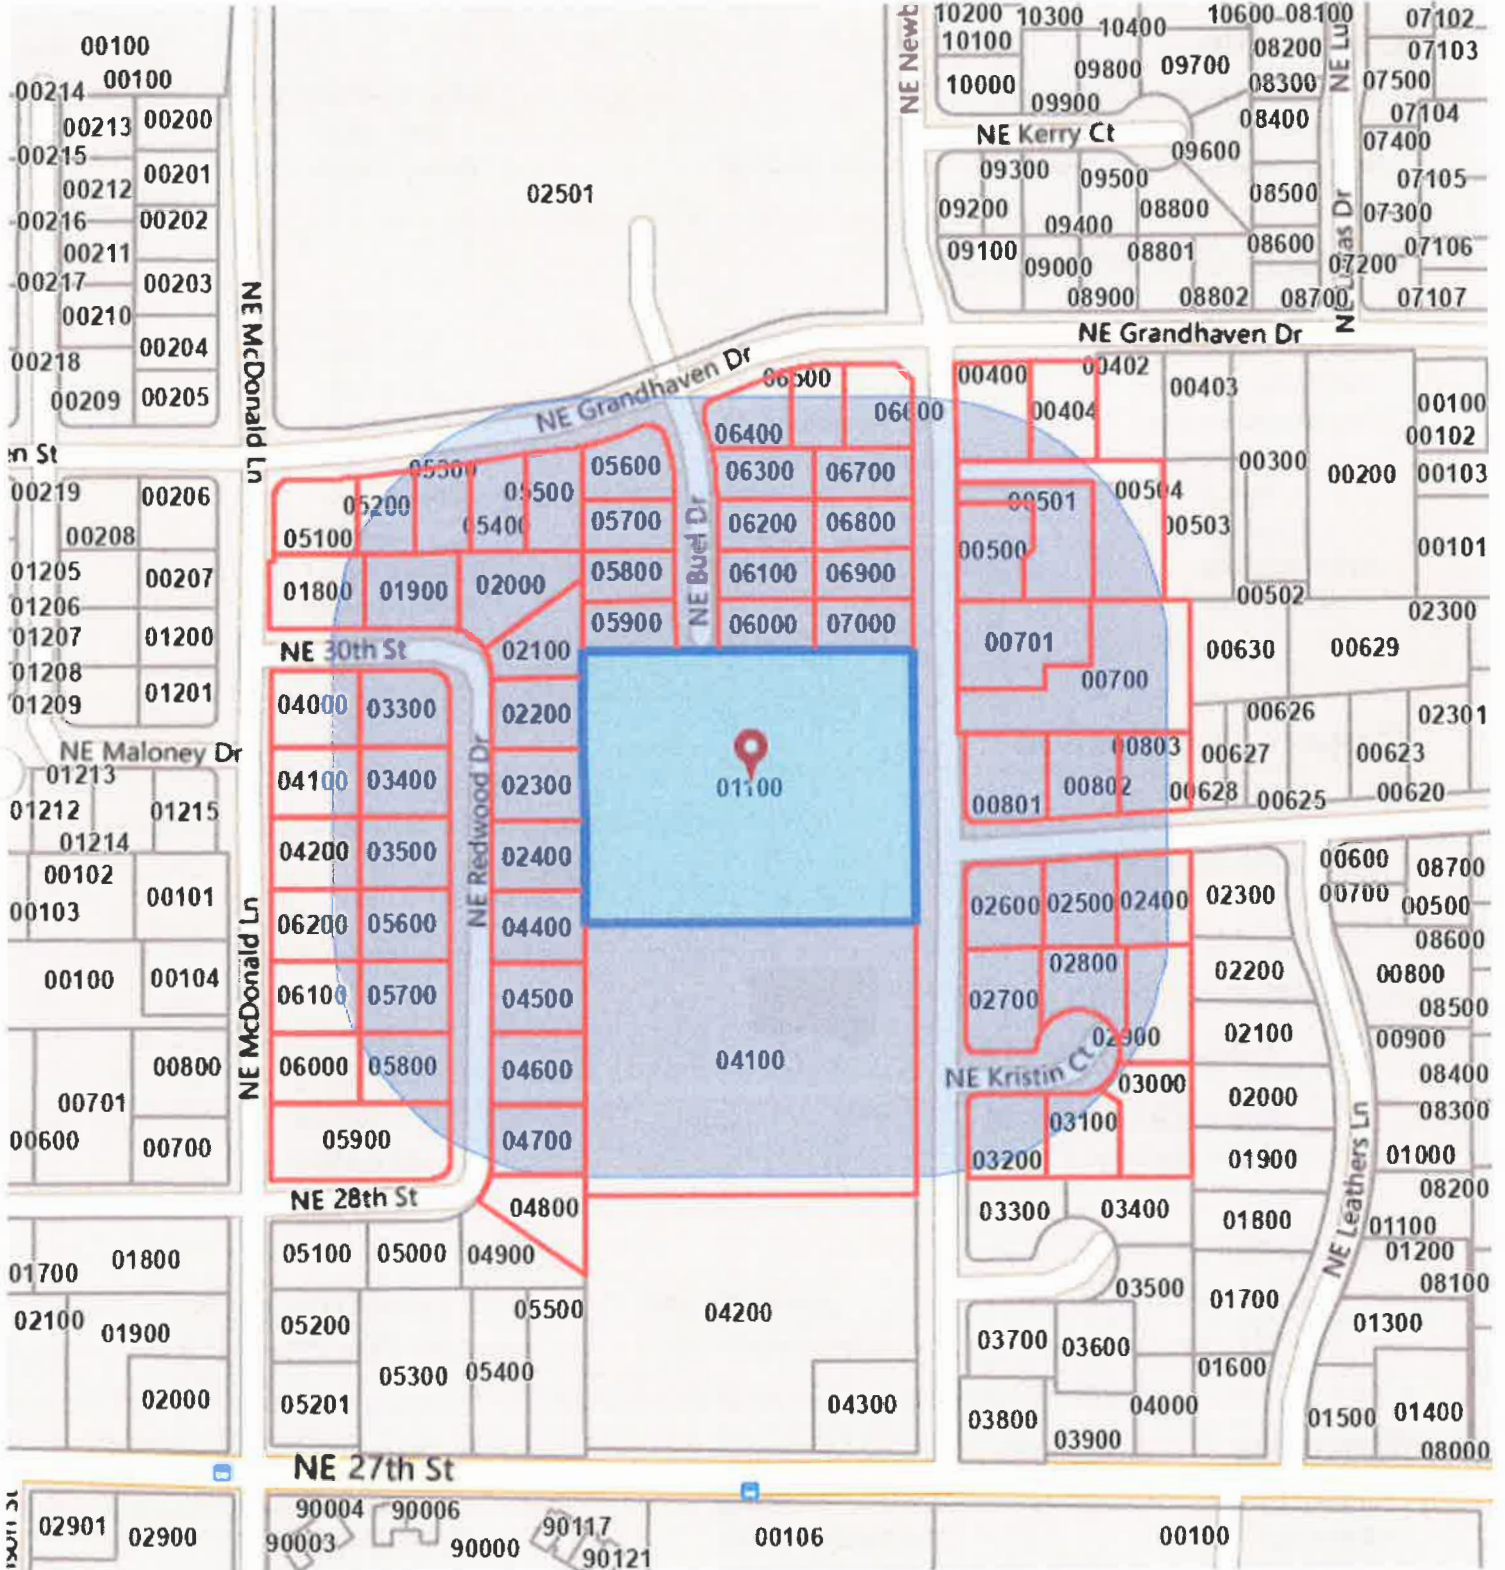 10200 10300 10400 10600 08100 07102
00100 10100 08200 07103
00100 09800 09700 07500
00214 10000 09900 08300 07104
00213 00200 NE Kerry Ct 08400 07400
00215 00201 09300 09500 09600 07105
00212 02501 09200 08800 08500 07300
00216 00202 09400 08600 07106
00211 09100 09000 08801 07200
00217 00203 08900 08802 08700 07107
00210 NE Grandhaven Dr
00218 00204 NE Grandhaven Dr
00209 00205 06500 00400 00402 00403 00100
NE McDonald Ln
06400 00404 00102
en St 05300 05600 06300 06700 00300 00200 00103
00219 00206 05200 05500 00501 00504
00208 05100 05400 05700 06200 06800 00500 00503 00101
01205 00207 01800 01900 02000 05800 06100 06900 00502
NE Buel Dr
01206 02300
01207 01200 05900 06000 07000 00701 00630 00629
NE 30th St 02100
01208 01201 00700
01209 04000 03300 02200 00626 02301
NE Maloney Dr 00803 00627 00623
01213 04100 03400 02300 01100 00802 00628 00620
01212 01215 00801 00625
01214 04200 03500 02400 00600 08700
NE Redwood Dr
00102 02600 02500 02400 02300 00700 00500
00103 00101 06200 05600 04400 08600
00100 00104 06100 05700 04500 02700 02800 02200 00800 08500
NE McDonald Ln
02900 02100 00900
00800 06000 05800 04600 04100 NE Kristin Ct 03000 02000 08400
00701 03100 08300
00600 00700 05900 04700 03200 01900 01000
NE 28th St 08200
04800 03300 03400 01800 01100
NE Leathers Ln
01700 01800 05100 05000 04900 01200
03500 01700 08100
02100 01900 05200 05500 04200 03700 03600 01300
02000 05300 05400 01600
05201 04300 03800 04000 01500 01400
03900 08000
NE 27th St
02901 02900 90004 90006 90117 00106 00100
90003 90000 90121